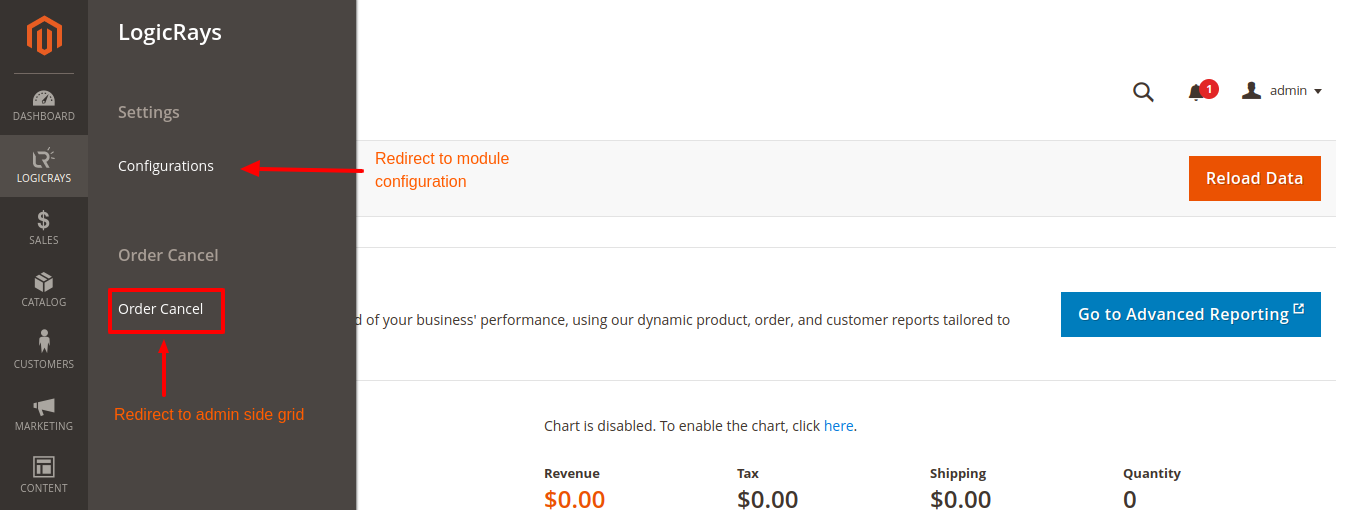 LogicRays
Settings
Configurations
Order Cancel
Order Cancel
Redirect to admin side grid
DASHBOARD
LOGICRAYS
SALES
CATALOG
CUSTOMERS
MARKETING
CONTENT
1
admin
Redirect to module
configuration
Reload Data
d of your business' performance, using our dynamic product, order, and customer reports tailored to
Go to Advanced Reporting
Chart is disabled. To enable the chart, click here.
Revenue Tax Shipping Quantity
$0.00 $0.00 $0.00 0